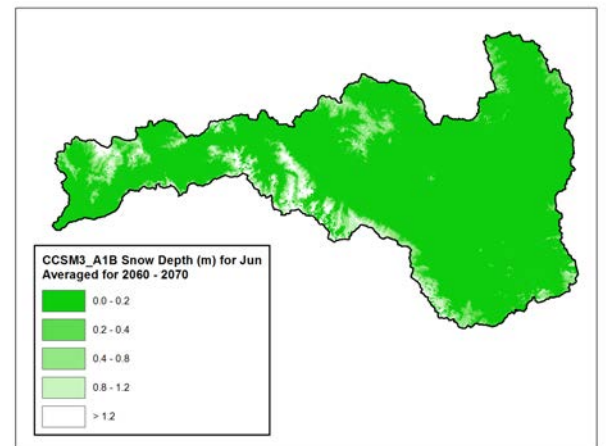 CCSM3_A1B Snow Depth (m) for Jun
Averaged for 2060 - 2070
0.0 - 0.2
0.2 - 0.4
0.4 - 0.8
0.8 - 1.2
> 1.2